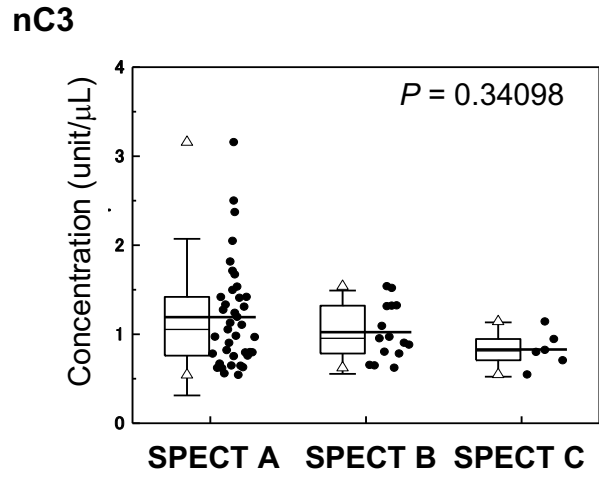 nC3
P = 0.34098
Concentration (unit/μL)
4
3
2
1
0
SPECT A SPECT B SPECT C